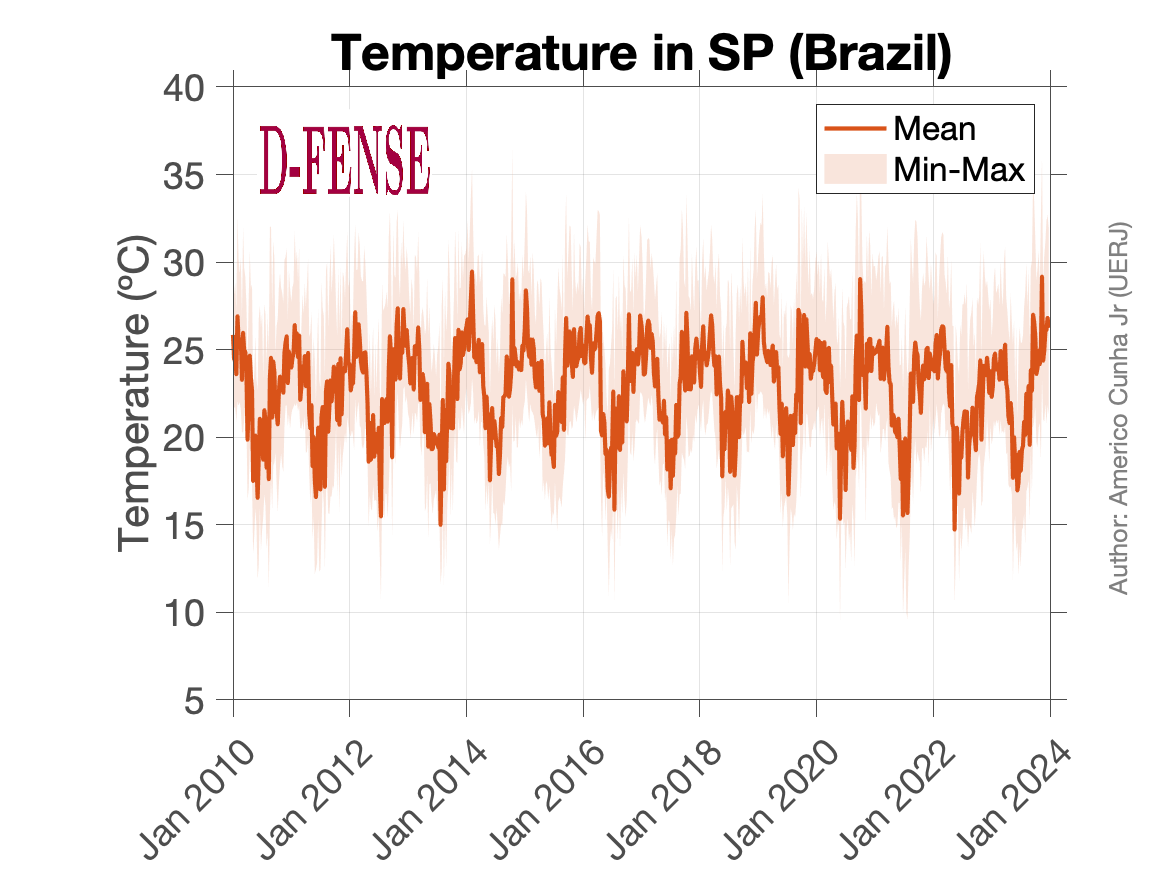 Temperature in SP (Brazil)
D-FENSE
Mean
Min-Max
Temperature (ºC)
40
35
30
25
20
15
10
5
Jan 2010
Jan 2012
Jan 2014
Jan 2016
Jan 2018
Jan 2020
Jan 2022
Jan 2024
Author: Americo Cunha Jr (UERJ)